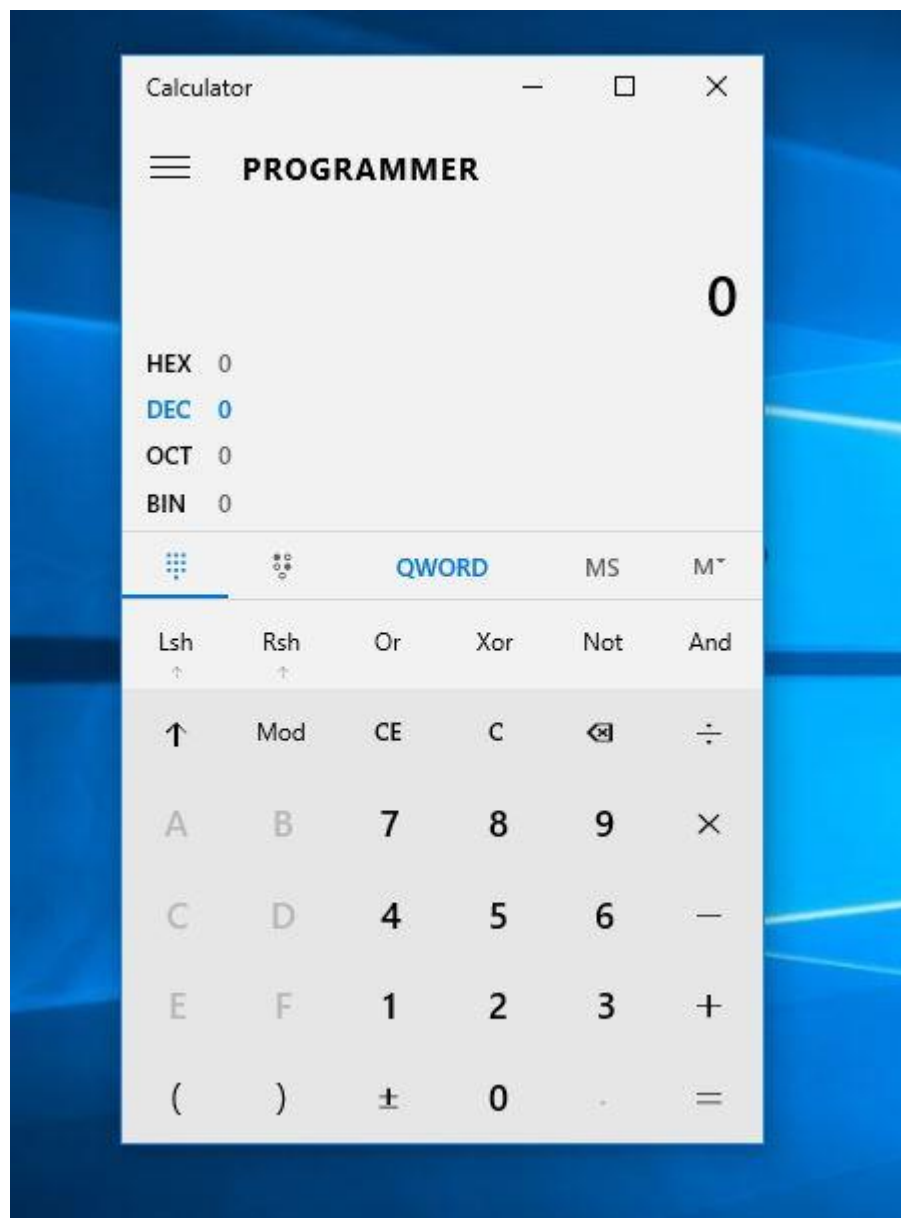 Calculator
PROGRAMMER
0
HEX 0
DEC 0
OCT 0
BIN 0
QWORD MS M
Lsh Rsh Or Xor Not And
↑ ↑
↑ Mod CE C ÷
A B 7 8 9 ×
C D 4 5 6 −
E F 1 2 3 +
( ) ± 0 . =